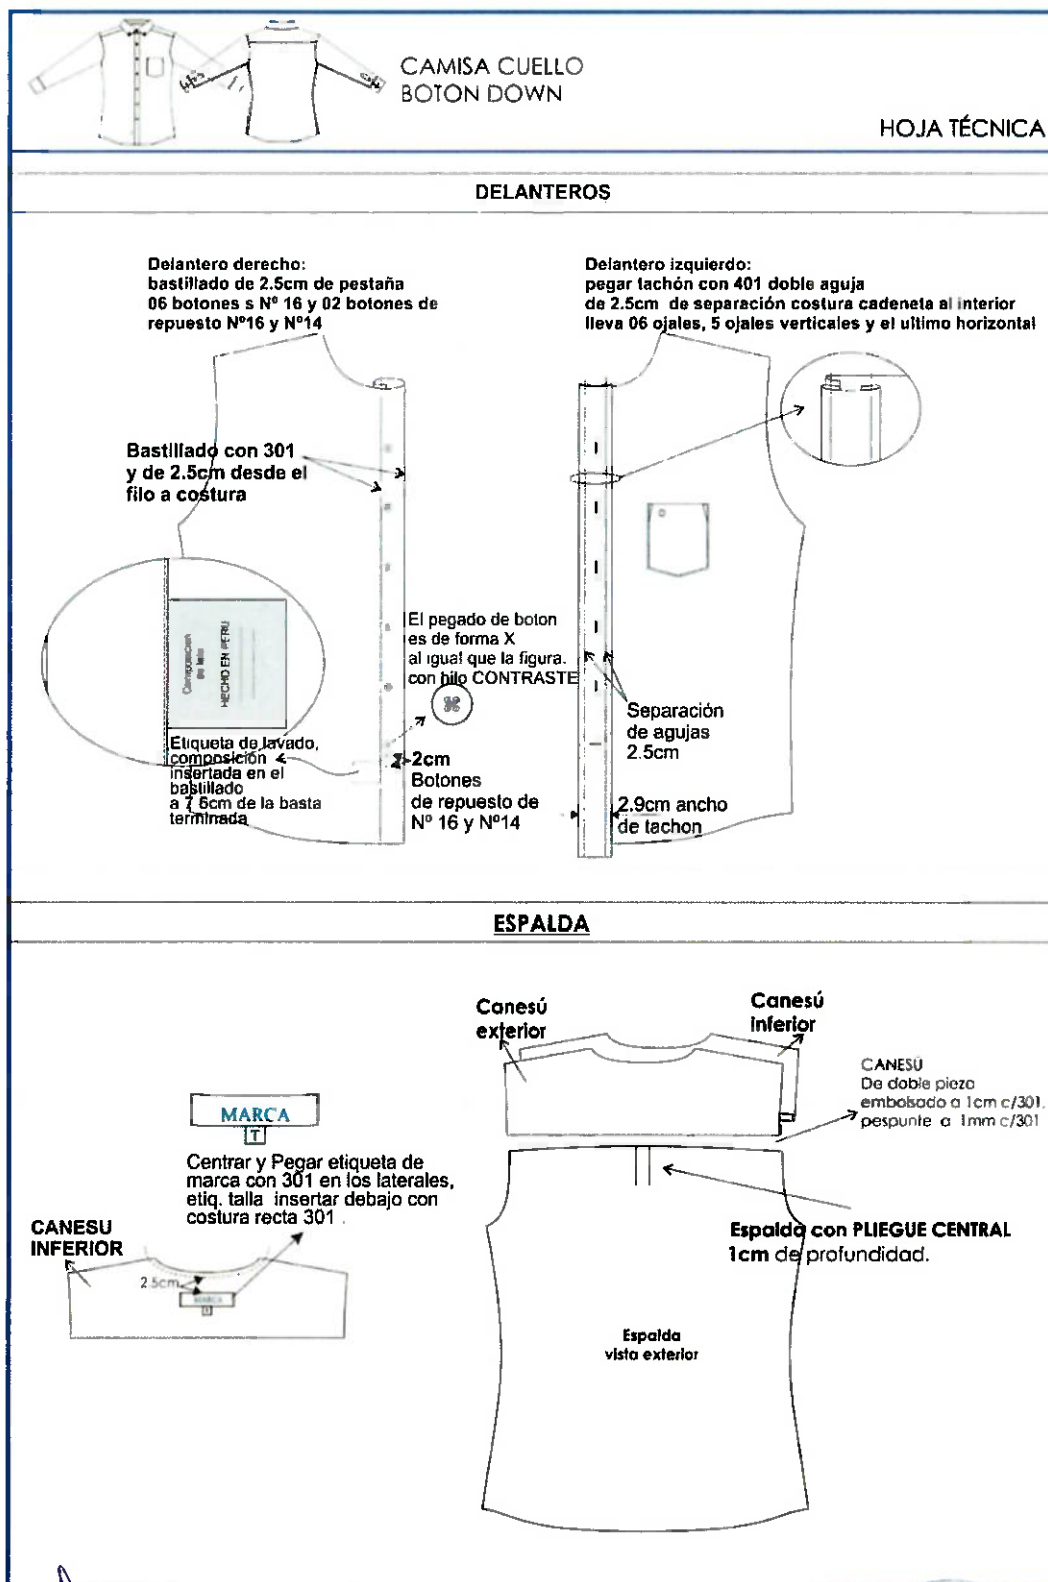 CAMISA CUELLO
BOTON DOWN
HOJA TÉCNICA
DELANTEROS
Delantero derecho:
bastillado de 2.5cm de pestaña
06 botones s Nº 16 y 02 botones de
repuesto Nº16 y Nº14
Delantero izquierdo:
pegar tachón con 401 doble aguja
de 2.5cm de separación costura cadeneta al interior
lleva 06 ojales, 5 ojales verticales y el ultimo horizontal
Bastillado con 301
y de 2.5cm desde el
filo a costura
Composicion
HECHO EN PERU
El pegado de boton
es de forma X
al igual que la figura.
con hilo CONTRASTE
Etiqueta de lavado,
composición
insertada en el
bastillado
a 7.6cm de la basta
terminada
2cm
Botones
de repuesto de
Nº 16 y Nº14
Separación
de agujas
2.5cm
2.9cm ancho
de tachon
ESPALDA
Canesú
exterior
Canesú
inferior
CANESÚ
De doble pieza
embolsado a 1cm c/301.
pespunte a 1mm c/301
MARCA
T
Centrar y Pegar etiqueta de
marca con 301 en los laterales,
etiq. talla insertar debajo con
costura recta 301 .
CANESU
INFERIOR
2.5cm
MARCA
T
Espalda con PLIEGUE CENTRAL
1cm de profundidad.
Espalda
vista exterior